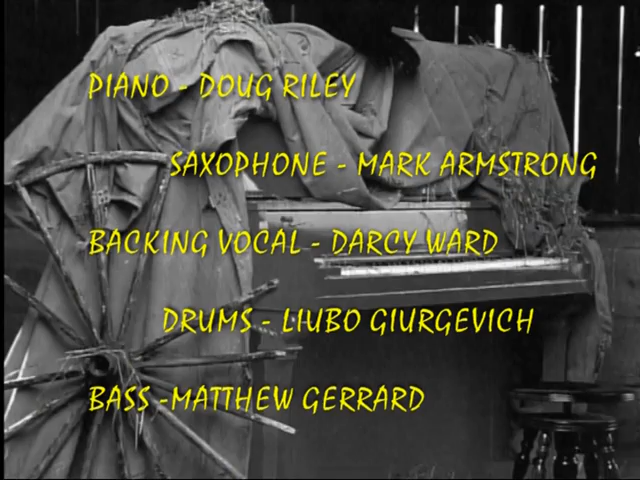 PIANO - DOUG RILEY
SAXOPHONE - MARK ARMSTRONG
BACKING VOCAL - DARCY WARD
DRUMS - LIUBO GIURGEVICH
BASS -MATTHEW GERRARD